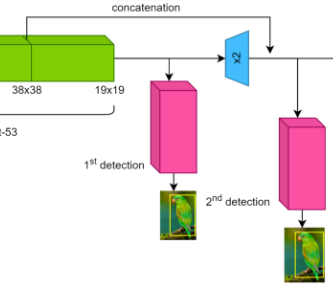 concatenation
x2
38x38
19x19
t-53
1st detection
2nd detection